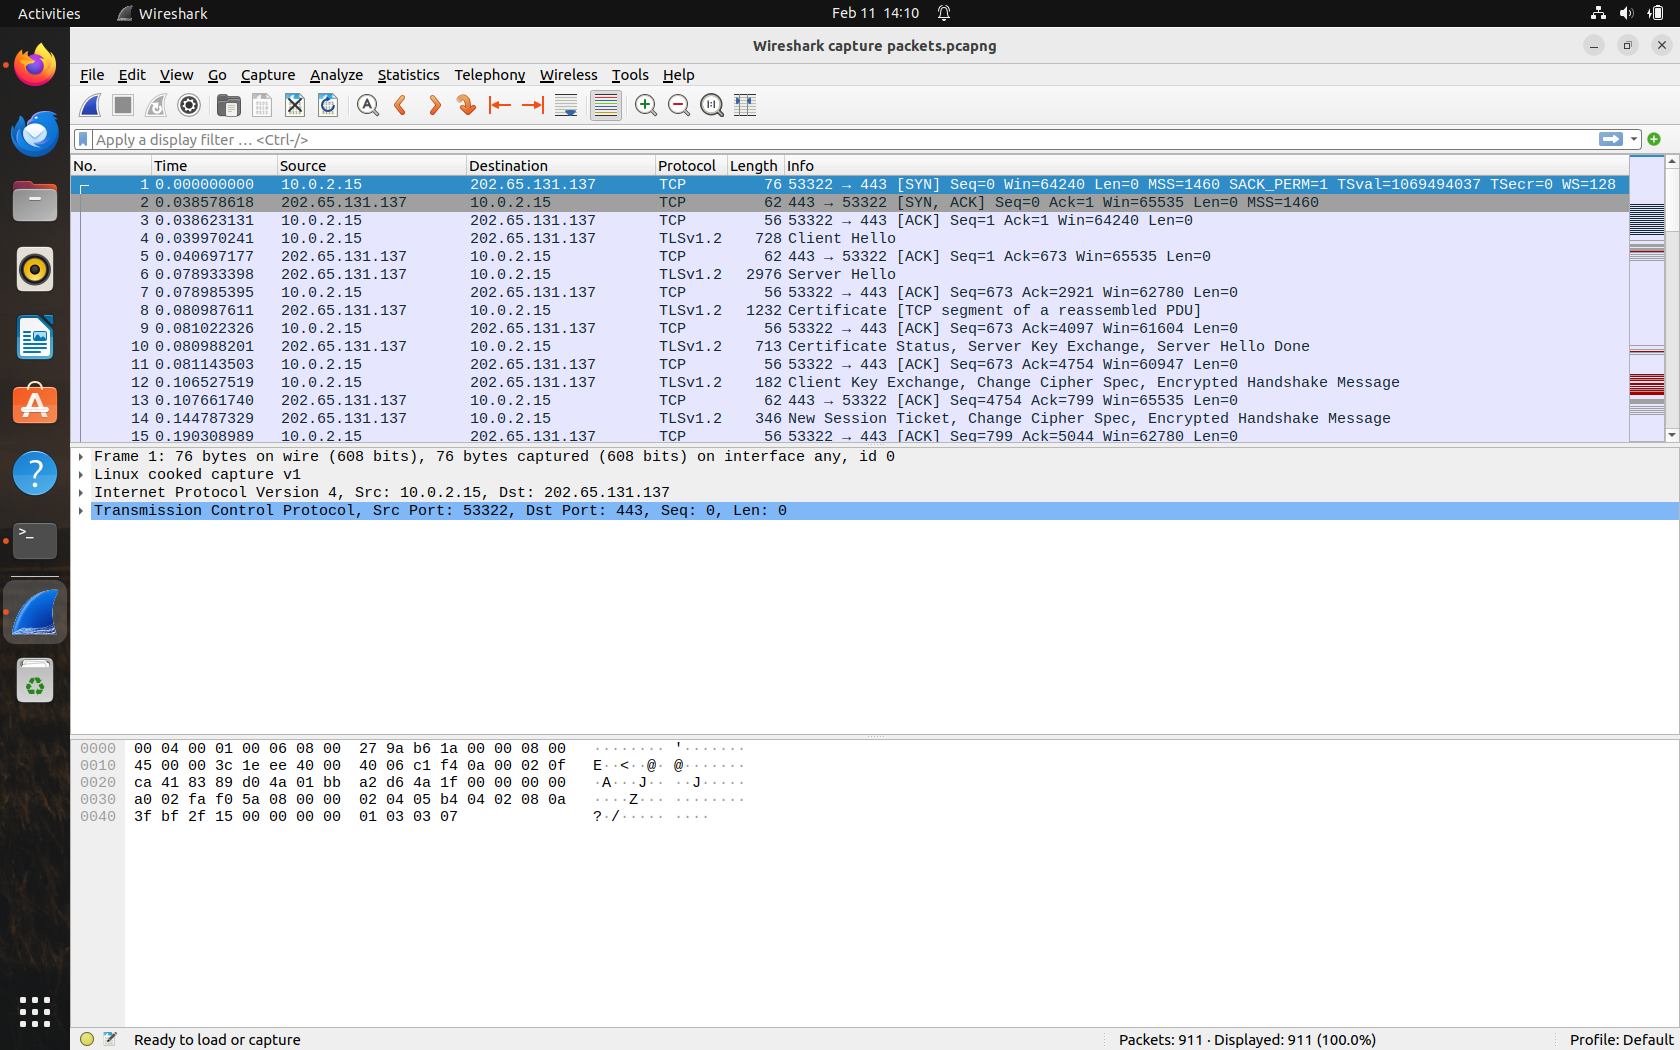 Activities Wireshark Feb 11 14:10
Wireshark capture packets.pcapng
File Edit View Go Capture Analyze Statistics Telephony Wireless Tools Help
Apply a display filter … <Ctrl-/>
No. Time Source Destination Protocol Length Info
1 0.000000000 10.0.2.15 202.65.131.137 TCP 76 53322 → 443 [SYN] Seq=0 Win=64240 Len=0 MSS=1460 SACK_PERM=1 TSval=1069494037 TSecr=0 WS=128
2 0.038578618 202.65.131.137 10.0.2.15 TCP 62 443 → 53322 [SYN, ACK] Seq=0 Ack=1 Win=65535 Len=0 MSS=1460
3 0.038623131 10.0.2.15 202.65.131.137 TCP 56 53322 → 443 [ACK] Seq=1 Ack=1 Win=64240 Len=0
4 0.039970241 10.0.2.15 202.65.131.137 TLSv1.2 728 Client Hello
5 0.040697177 202.65.131.137 10.0.2.15 TCP 62 443 → 53322 [ACK] Seq=1 Ack=673 Win=65535 Len=0
6 0.078933398 202.65.131.137 10.0.2.15 TLSv1.2 2976 Server Hello
7 0.078985395 10.0.2.15 202.65.131.137 TCP 56 53322 → 443 [ACK] Seq=673 Ack=2921 Win=62780 Len=0
8 0.080987611 202.65.131.137 10.0.2.15 TLSv1.2 1232 Certificate [TCP segment of a reassembled PDU]
9 0.081022326 10.0.2.15 202.65.131.137 TCP 56 53322 → 443 [ACK] Seq=673 Ack=4097 Win=61604 Len=0
10 0.080988201 202.65.131.137 10.0.2.15 TLSv1.2 713 Certificate Status, Server Key Exchange, Server Hello Done
11 0.081143503 10.0.2.15 202.65.131.137 TCP 56 53322 → 443 [ACK] Seq=673 Ack=4754 Win=60947 Len=0
12 0.106527519 10.0.2.15 202.65.131.137 TLSv1.2 182 Client Key Exchange, Change Cipher Spec, Encrypted Handshake Message
13 0.107661740 202.65.131.137 10.0.2.15 TCP 62 443 → 53322 [ACK] Seq=4754 Ack=799 Win=65535 Len=0
14 0.144787329 202.65.131.137 10.0.2.15 TLSv1.2 346 New Session Ticket, Change Cipher Spec, Encrypted Handshake Message
15 0.190308989 10.0.2.15 202.65.131.137 TCP 56 53322 → 443 [ACK] Seq=799 Ack=5044 Win=62780 Len=0
Frame 1: 76 bytes on wire (608 bits), 76 bytes captured (608 bits) on interface any, id 0
Linux cooked capture v1
Internet Protocol Version 4, Src: 10.0.2.15, Dst: 202.65.131.137
Transmission Control Protocol, Src Port: 53322, Dst Port: 443, Seq: 0, Len: 0
0000 00 04 00 01 00 06 08 00 27 9a b6 1a 00 00 08 00 ········ '·······
0010 45 00 00 3c 1e ee 40 00 40 06 c1 f4 0a 00 02 0f E··<··@· @·······
0020 ca 41 83 89 d0 4a 01 bb a2 d6 4a 1f 00 00 00 00 ·A···J·· ··J·····
0030 a0 02 fa f0 5a 08 00 00 02 04 05 b4 04 02 08 0a ····Z··· ········
0040 3f bf 2f 15 00 00 00 00 01 03 03 07 ?·/····· ····
Ready to load or capture Packets: 911 · Displayed: 911 (100.0%) Profile: Default